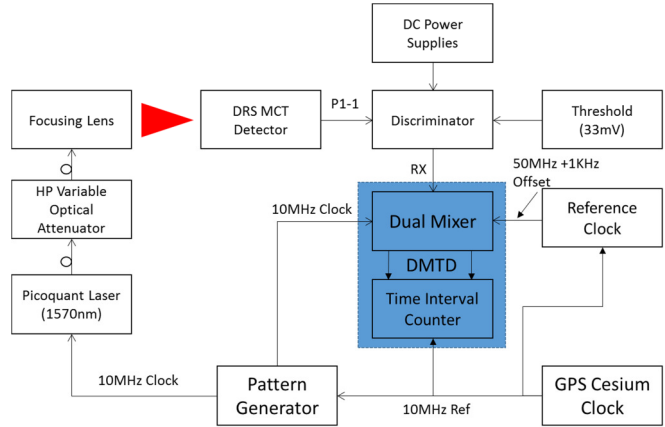 DC Power
Supplies
Focusing Lens
DRS MCT
Detector
P1-1
Discriminator
Threshold
(33mV)
RX
50MHz +1KHz
Offset
HP Variable
Optical
Attenuator
10MHz Clock
Dual Mixer
Reference
Clock
DMTD
Picoquant Laser
(1570nm)
Time Interval
Counter
10MHz Clock
Pattern
Generator
10MHz Ref
GPS Cesium
Clock